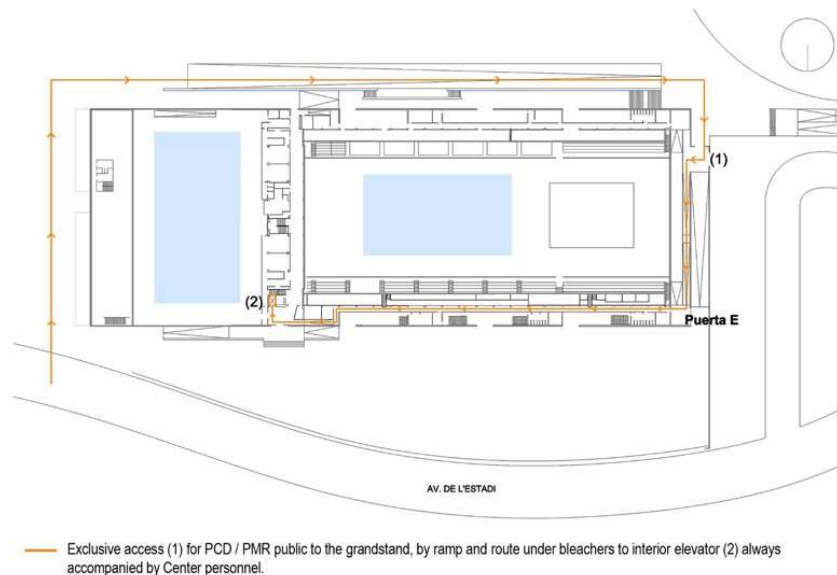 (1)
(2)
Puerta E
AV. DE L'ESTADI
Exclusive access (1) for PCD / PMR public to the grandstand, by ramp and route under bleachers to interior elevator (2) always
accompanied by Center personnel.